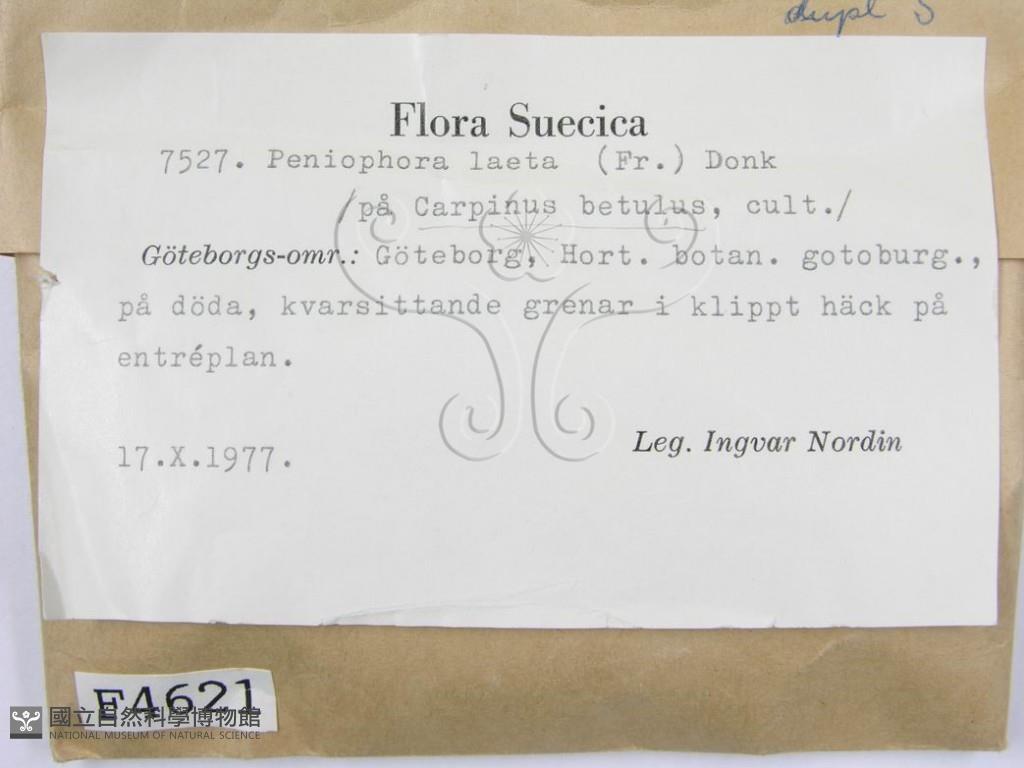 dupl S
Flora Suecica
7527. Peniophora laeta (Fr.) Donk
/på Carpinus betulus, cult./
Göteborgs-omr.: Göteborg, Hort. botan. gotoburg.,
på döda, kvarsittande grenar i klippt häck på
entréplan.
17.X.1977.
Leg. Ingvar Nordin
F4621
國立自然科學博物館
NATIONAL MUSEUM OF NATURAL SCIENCE